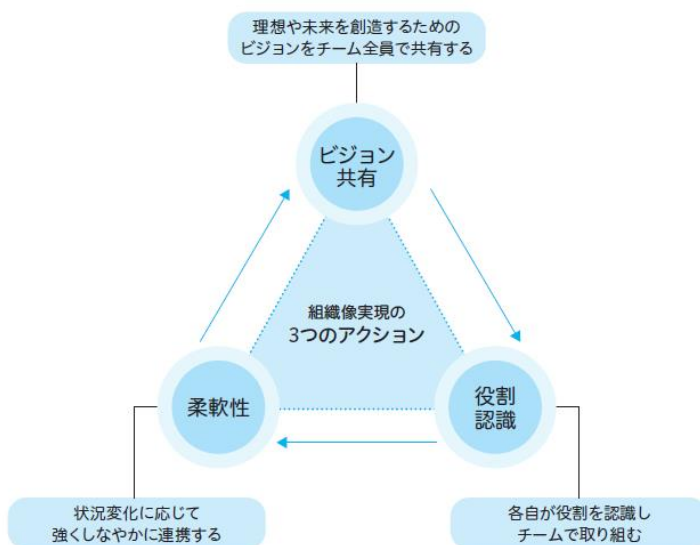 理想や未来を創造するための
ビジョンをチーム全員で共有する
ビジョン
共有
組織像実現の
3つのアクション
柔軟性
役割
認識
状況変化に応じて
強くしなやかに連携する
各自が役割を認識し
チームで取り組む